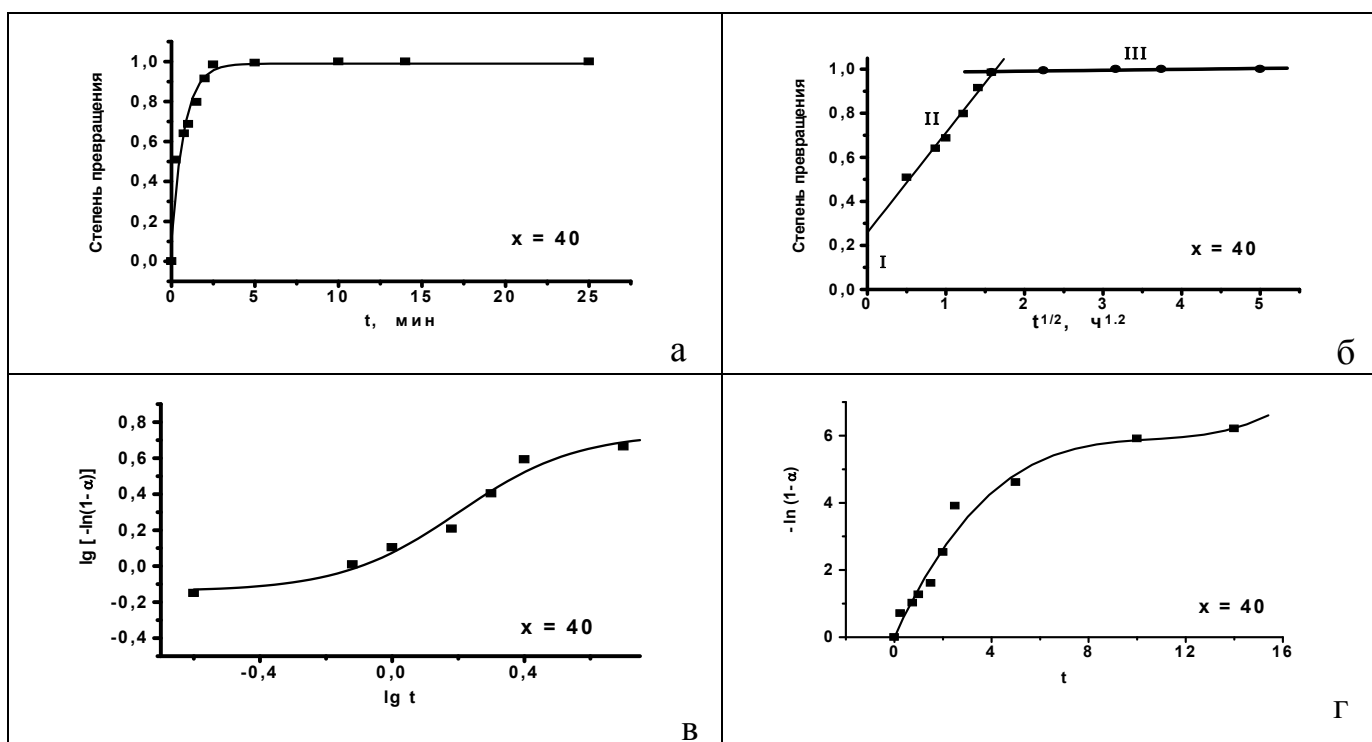 1,0
0,8
0,6
0,4
0,2
0,0
Степень превращения
x = 40
0 5 10 15 20 25
t, мин
а
III
1,0
0,8
0,6
0,4
0,2
0,0
II
I
Степень превращения
x = 40
0 1 2 3 4 5
t1/2, ч1.2
б
0,8
0,6
0,4
0,2
0,0
-0,2
-0,4
lg [ -ln(1- α)]
x = 40
-0,4 0,0 0,4
lg t
в
6
4
2
0
- ln (1- α)
x = 40
0 4 8 12 16
t
г